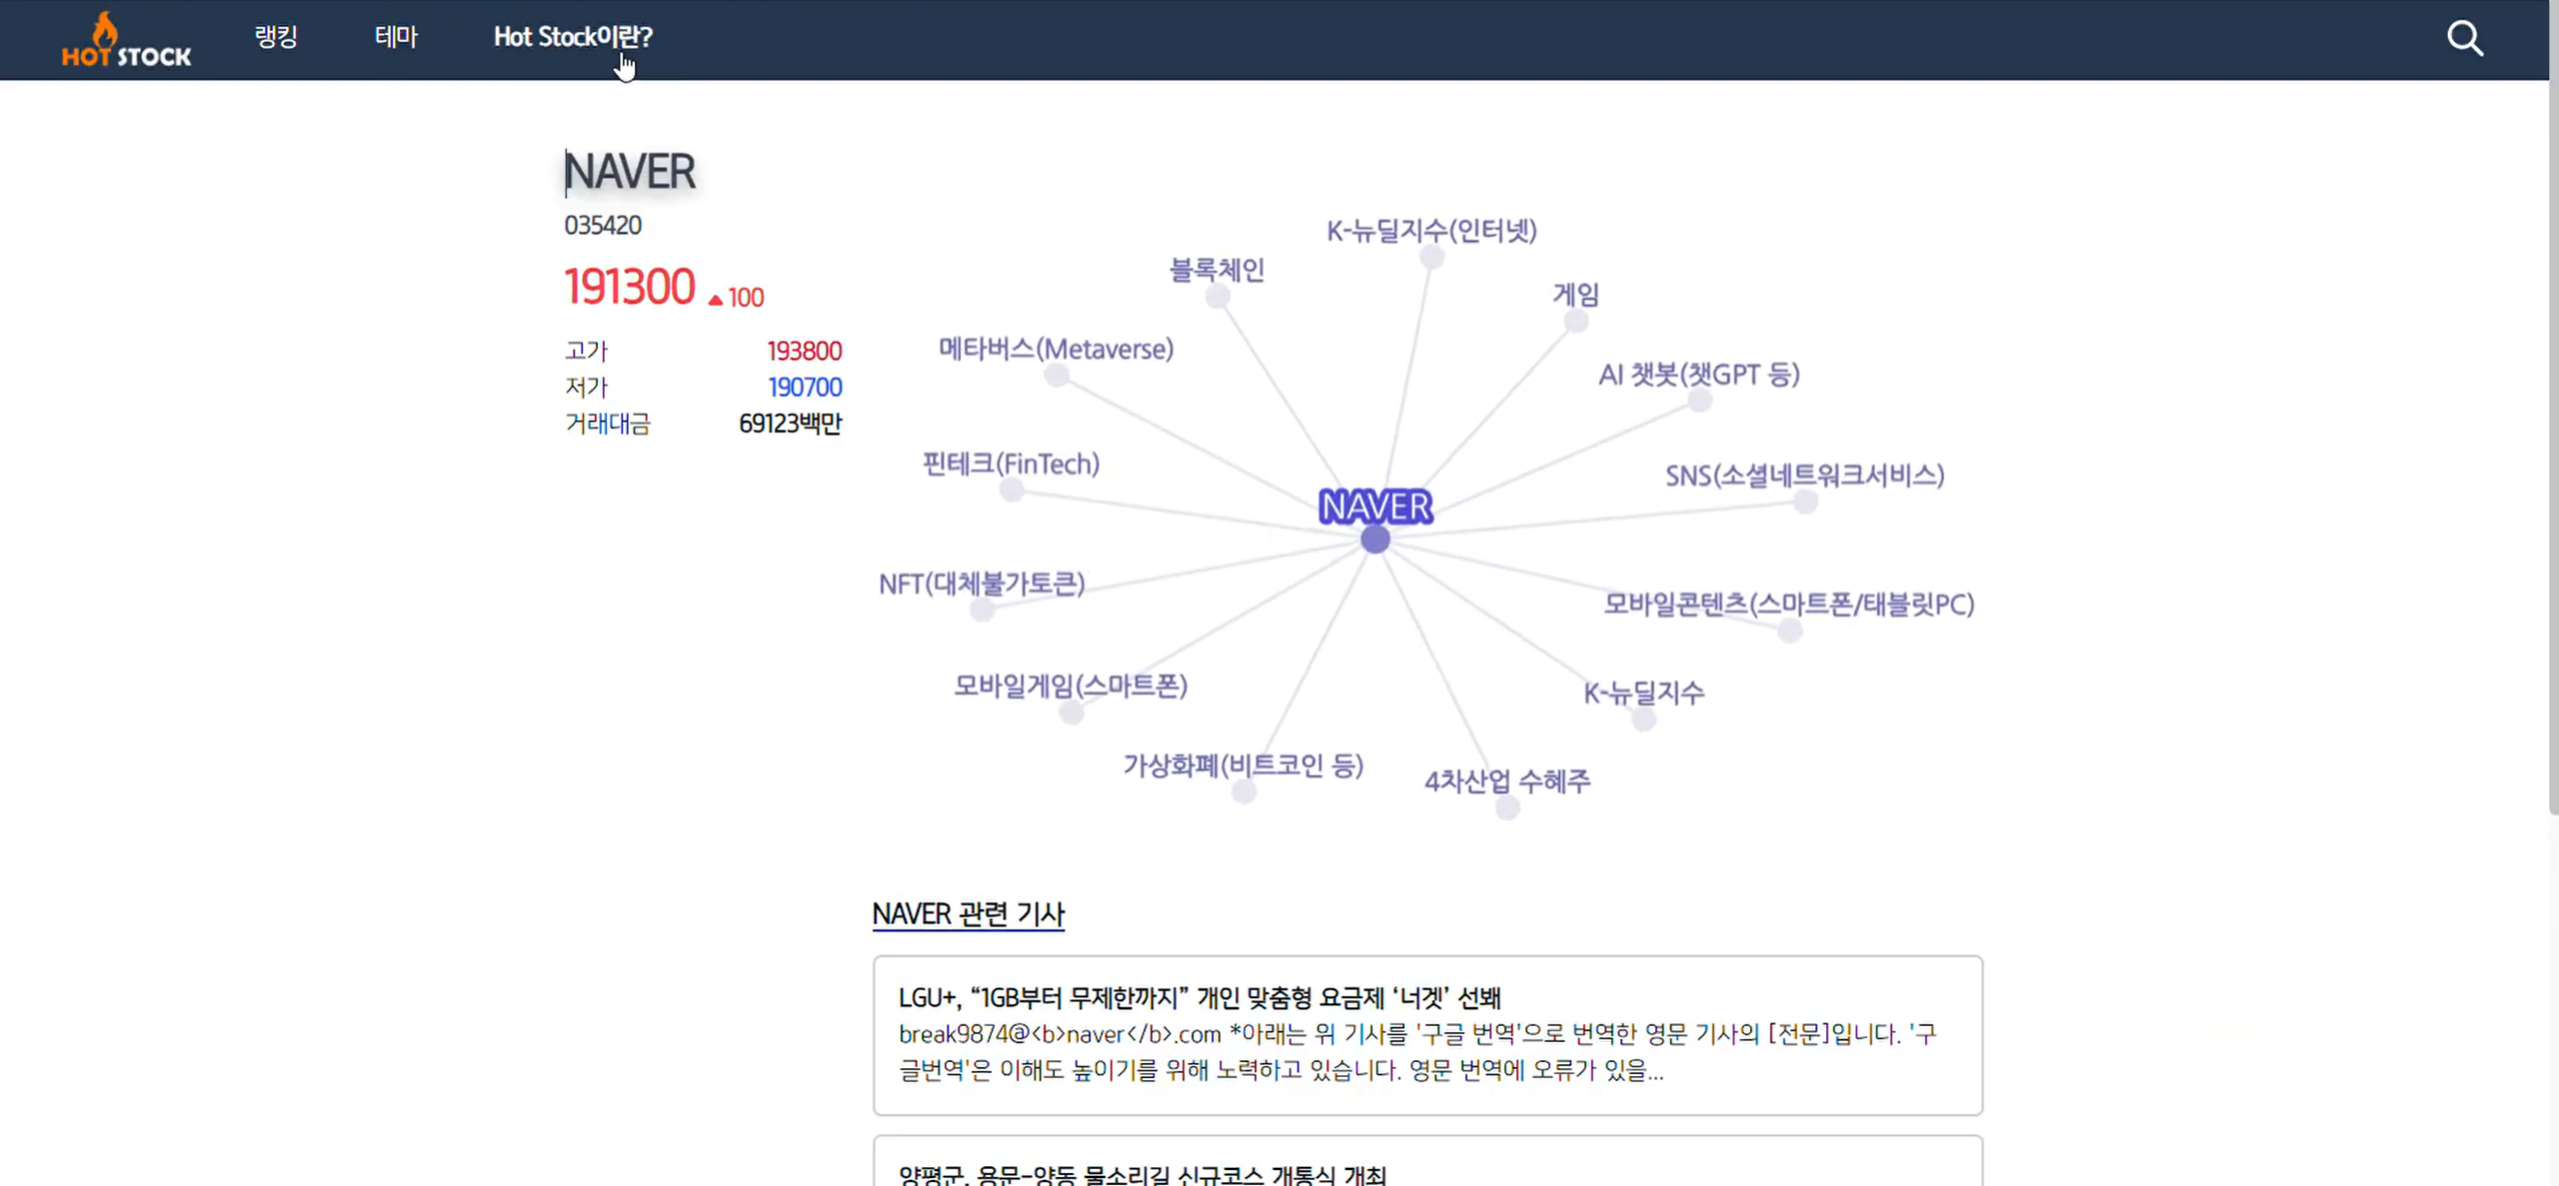 HOT STOCK
랭킹
테마
Hot Stock이란?
NAVER
035420
191300 ▲100
고가 193800
저가 190700
거래대금 69123백만
K-뉴딜지수(인터넷)
블록체인
게임
메타버스(Metaverse)
AI 챗봇(챗GPT 등)
핀테크(FinTech)
SNS(소셜네트워크서비스)
NAVER
NFT(대체불가토큰)
모바일콘텐츠(스마트폰/태블릿PC)
모바일게임(스마트폰)
K-뉴딜지수
가상화폐(비트코인 등)
4차산업 수혜주
NAVER 관련 기사
LGU+, “1GB부터 무제한까지” 개인 맞춤형 요금제 ‘너겟’ 선봬
break9874@<b>naver</b>.com *아래는 위 기사를 '구글 번역'으로 번역한 영문 기사의 [전문]입니다. '구
글번역'은 이해도 높이기를 위해 노력하고 있습니다. 영문 번역에 오류가 있을...
양평군, 용문-양동 물소리길 신규코스 개통식 개최